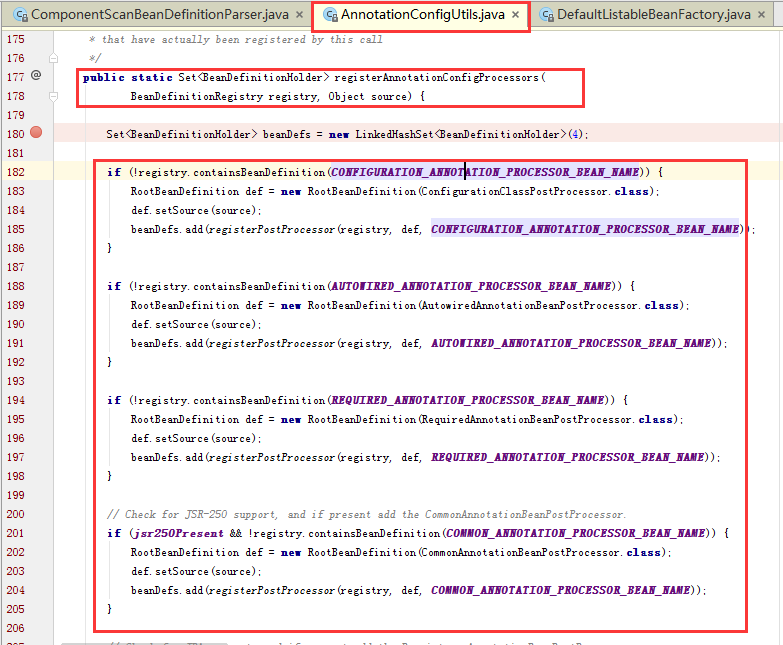 ComponentScanBeanDefinitionParser.java × AnnotationConfigUtils.java × DefaultListableBeanFactory.java ×
175 * that have actually been registered by this call
176 */
177 @ public static Set<BeanDefinitionHolder> registerAnnotationConfigProcessors(
178 BeanDefinitionRegistry registry, Object source) {
179
180 Set<BeanDefinitionHolder> beanDefs = new LinkedHashSet<BeanDefinitionHolder>(4);
181
182 if (!registry.containsBeanDefinition(CONFIGURATION_ANNOTATION_PROCESSOR_BEAN_NAME)) {
183 RootBeanDefinition def = new RootBeanDefinition(ConfigurationClassPostProcessor.class);
184 def.setSource(source);
185 beanDefs.add(registerPostProcessor(registry, def, CONFIGURATION_ANNOTATION_PROCESSOR_BEAN_NAME));
186 }
187
188 if (!registry.containsBeanDefinition(AUTOWIRED_ANNOTATION_PROCESSOR_BEAN_NAME)) {
189 RootBeanDefinition def = new RootBeanDefinition(AutowiredAnnotationBeanPostProcessor.class);
190 def.setSource(source);
191 beanDefs.add(registerPostProcessor(registry, def, AUTOWIRED_ANNOTATION_PROCESSOR_BEAN_NAME));
192 }
193
194 if (!registry.containsBeanDefinition(REQUIRED_ANNOTATION_PROCESSOR_BEAN_NAME)) {
195 RootBeanDefinition def = new RootBeanDefinition(RequiredAnnotationBeanPostProcessor.class);
196 def.setSource(source);
197 beanDefs.add(registerPostProcessor(registry, def, REQUIRED_ANNOTATION_PROCESSOR_BEAN_NAME));
198 }
199
200 // Check for JSR-250 support, and if present add the CommonAnnotationBeanPostProcessor.
201 if (jsr250Present && !registry.containsBeanDefinition(COMMON_ANNOTATION_PROCESSOR_BEAN_NAME)) {
202 RootBeanDefinition def = new RootBeanDefinition(CommonAnnotationBeanPostProcessor.class);
203 def.setSource(source);
204 beanDefs.add(registerPostProcessor(registry, def, COMMON_ANNOTATION_PROCESSOR_BEAN_NAME));
205 }
206